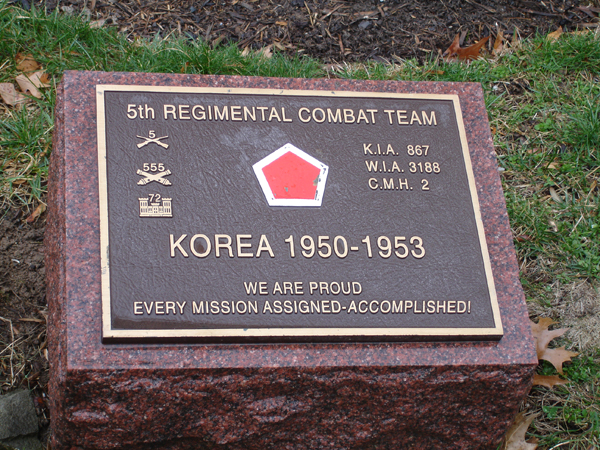 5th REGIMENTAL COMBAT TEAM
5
555
72
K.I.A. 867
W.I.A. 3188
C.M.H. 2
KOREA 1950-1953
WE ARE PROUD
EVERY MISSION ASSIGNED-ACCOMPLISHED!